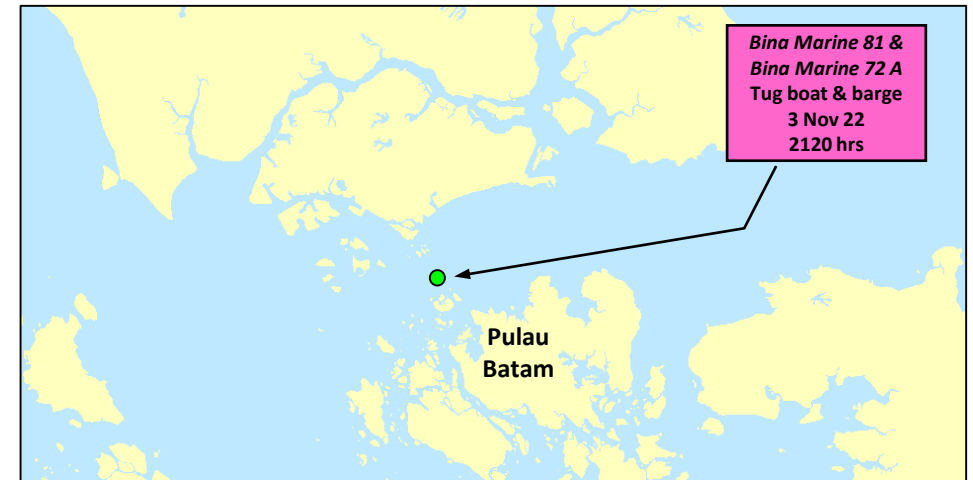 Bina Marine 81 &
Bina Marine 72 A
Tug boat & barge
3 Nov 22
2120 hrs
Pulau
Batam